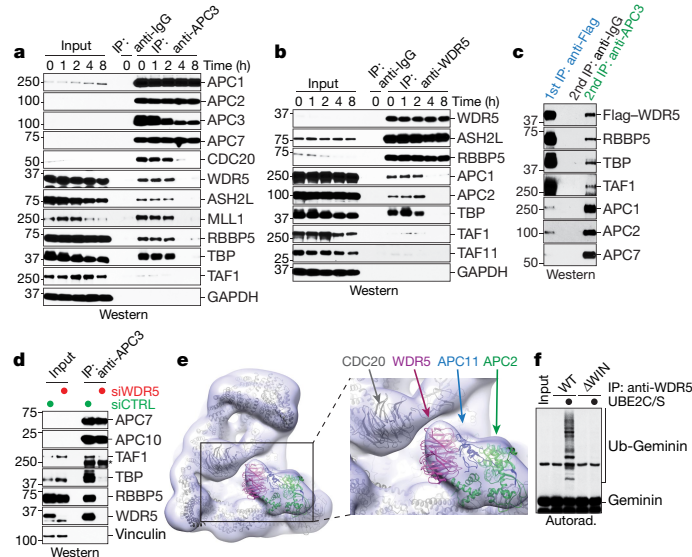 a
Input
IP: anti-IgG
IP: anti-APC3
0 1 2 4 8 0 0 1 2 4 8 Time (h)
250 APC1
100 APC2
100 APC3
75 APC7
50 CDC20
37 WDR5
75 ASH2L
250 MLL1
75 RBBP5
37 TBP
250 TAF1
37 GAPDH
Western
b
Input
IP: anti-IgG
IP: anti-WDR5
0 1 2 4 8 0 0 1 2 4 8 Time (h)
37 WDR5
75 ASH2L
75 RBBP5
250 APC1
100 APC2
37 TBP
250 TAF1
25 TAF11
37 GAPDH
Western
c
1st IP: anti-Flag
2nd IP: anti-IgG
2nd IP: anti-APC3
37 Flag–WDR5
75 RBBP5
37 TBP
250 TAF1
250 APC1
100 APC2
50 APC7
Western
d
Input
IP: anti-APC3
siWDR5
siCTRL
75 APC7
25 APC10
250 TAF1
*
37 TBP
75 RBBP5
37 WDR5
100 Vinculin
Western
e
CDC20 WDR5 APC11 APC2
f
Input
WT
ΔWIN
IP: anti-WDR5
UBE2C/S
Ub-Geminin
Geminin
Autorad.